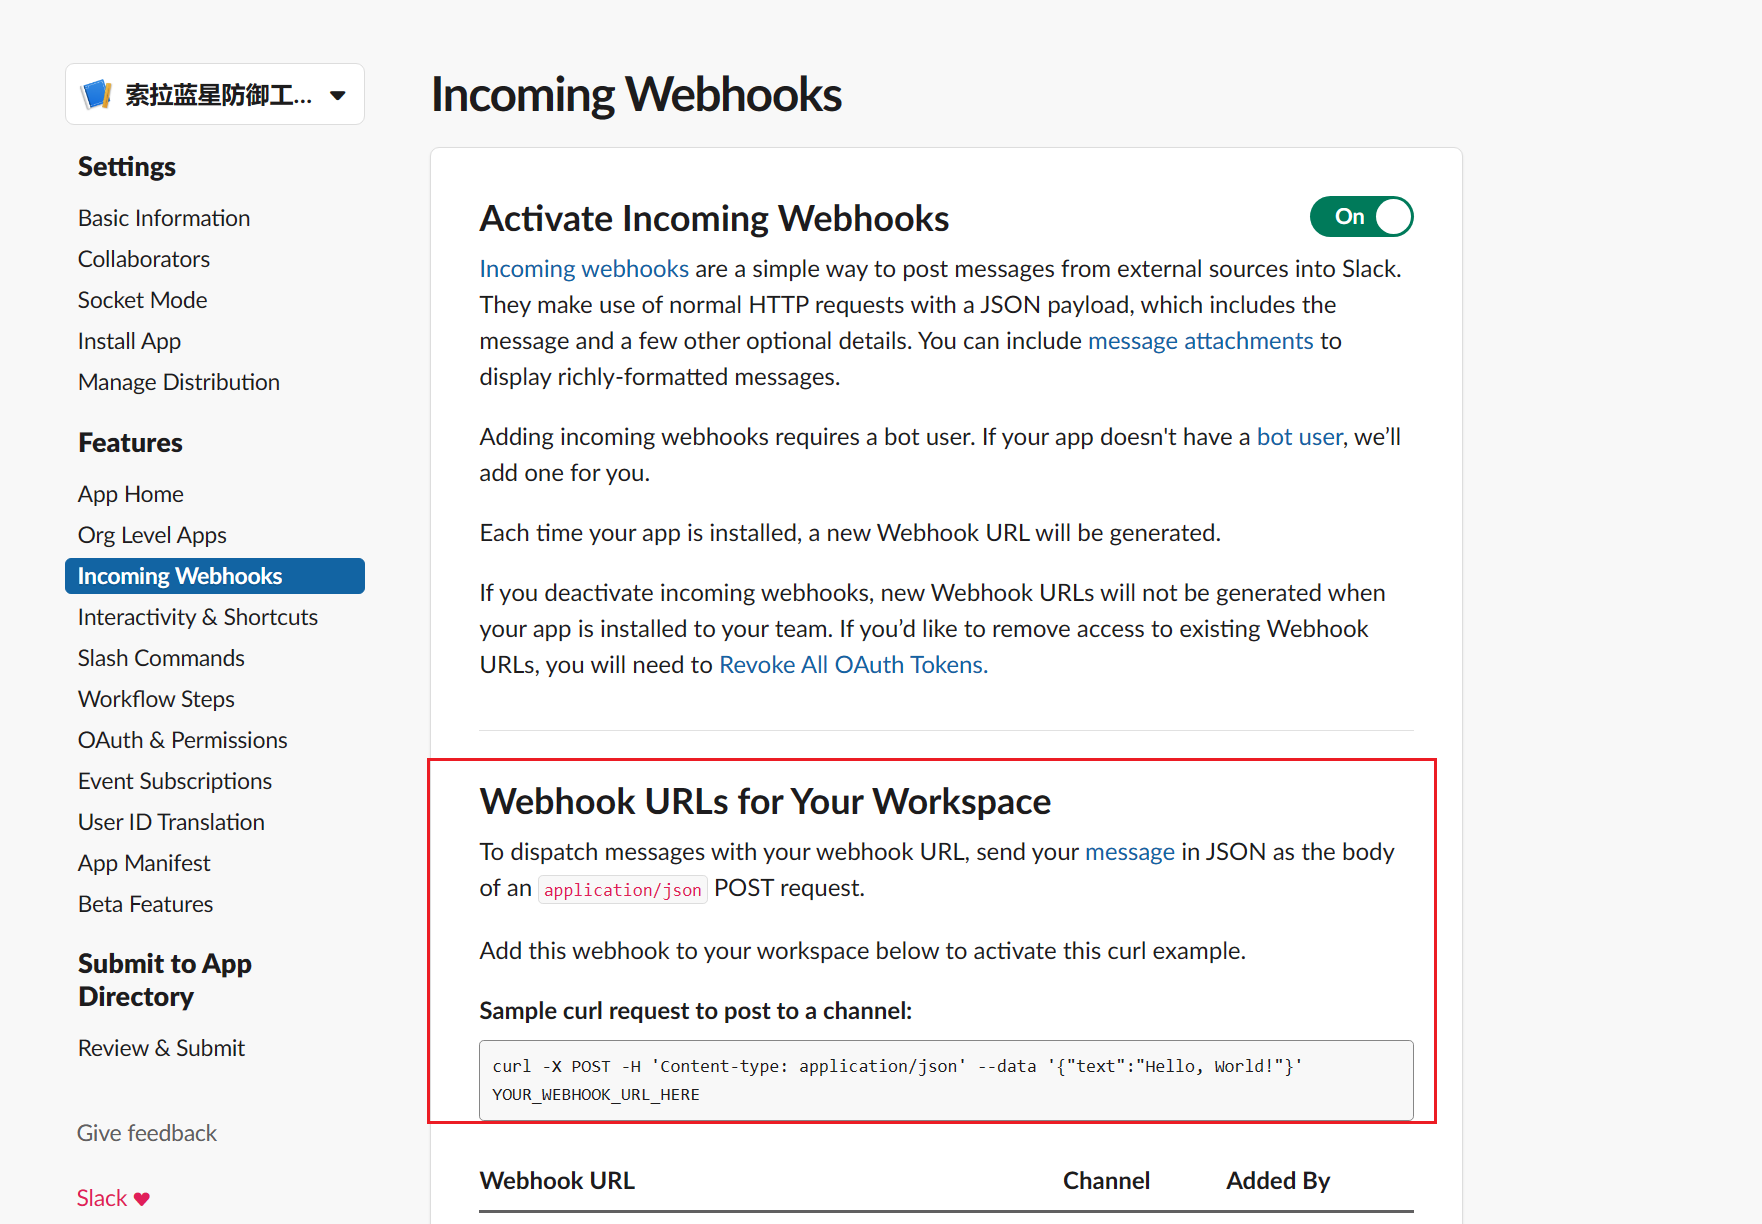 索拉蓝星防御工...
Settings
Basic Information
Collaborators
Socket Mode
Install App
Manage Distribution
Features
App Home
Org Level Apps
Incoming Webhooks
Interactivity & Shortcuts
Slash Commands
Workflow Steps
OAuth & Permissions
Event Subscriptions
User ID Translation
App Manifest
Beta Features
Submit to App
Directory
Review & Submit
Give feedback
Slack ♥
Incoming Webhooks
Activate Incoming Webhooks
On
Incoming webhooks are a simple way to post messages from external sources into Slack.
They make use of normal HTTP requests with a JSON payload, which includes the
message and a few other optional details. You can include message attachments to
display richly-formatted messages.
Adding incoming webhooks requires a bot user. If your app doesn't have a bot user, we’ll
add one for you.
Each time your app is installed, a new Webhook URL will be generated.
If you deactivate incoming webhooks, new Webhook URLs will not be generated when
your app is installed to your team. If you’d like to remove access to existing Webhook
URLs, you will need to Revoke All OAuth Tokens.
Webhook URLs for Your Workspace
To dispatch messages with your webhook URL, send your message in JSON as the body
of an application/json POST request.
Add this webhook to your workspace below to activate this curl example.
Sample curl request to post to a channel:
curl -X POST -H 'Content-type: application/json' --data '{"text":"Hello, World!"}'
YOUR_WEBHOOK_URL_HERE
Webhook URL Channel Added By